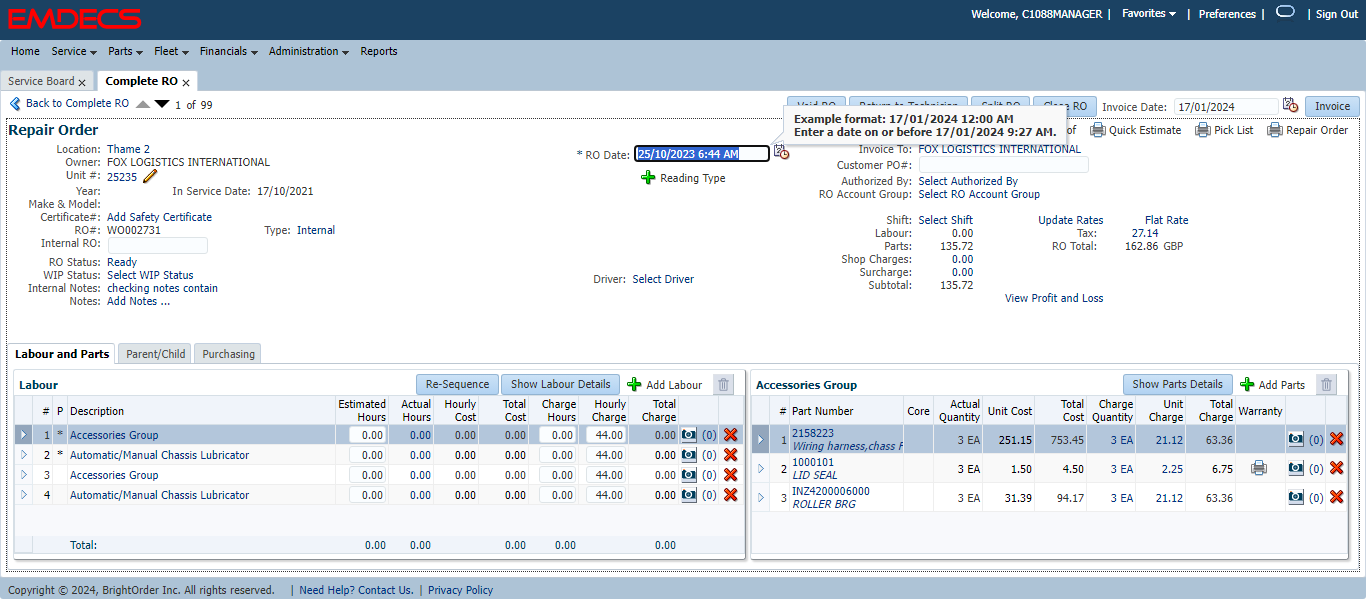 EMDECS
Welcome, C1088MANAGER | Favorites | Preferences | | Sign Out
Home Service Parts Fleet Financials Administration Reports
Service Board x Complete RO x
Back to Complete RO 1 of 99
Void RO Return to Technician Split RO Close RO Invoice Date: 17/01/2024 Invoice
Example format: 17/01/2024 12:00 AM
Enter a date on or before 17/01/2024 9:27 AM.
Repair Order
of Quick Estimate Pick List Repair Order
Location: Thame 2
Owner: FOX LOGISTICS INTERNATIONAL
Unit #: 25235
Year: In Service Date: 17/10/2021
Make & Model:
Certificate#: Add Safety Certificate
RO#: WO002731 Type: Internal
Internal RO:
RO Status: Ready
WIP Status: Select WIP Status
Internal Notes: checking notes contain
Notes: Add Notes ...
* RO Date: 25/10/2023 6:44 AM
Reading Type
Driver: Select Driver
Invoice To: FOX LOGISTICS INTERNATIONAL
Customer PO#:
Authorized By: Select Authorized By
RO Account Group: Select RO Account Group
Shift: Select Shift Update Rates Flat Rate
Labour: 0.00 Tax: 27.14
Parts: 135.72 RO Total: 162.86 GBP
Shop Charges: 0.00
Surcharge: 0.00
Subtotal: 135.72
View Profit and Loss
Labour and Parts Parent/Child Purchasing
Labour Re-Sequence Show Labour Details Add Labour
# P Description Estimated Hours Actual Hours Hourly Cost Total Cost Charge Hours Hourly Charge Total Charge
1 * Accessories Group 0.00 0.00 0.00 0.00 0.00 44.00 0.00 (0)
2 * Automatic/Manual Chassis Lubricator 0.00 0.00 0.00 0.00 0.00 44.00 0.00 (0)
3 Accessories Group 0.00 0.00 0.00 0.00 0.00 44.00 0.00 (0)
4 Automatic/Manual Chassis Lubricator 0.00 0.00 0.00 0.00 0.00 44.00 0.00 (0)
Total: 0.00 0.00 0.00 0.00 0.00
Accessories Group Show Parts Details Add Parts
# Part Number Core Actual Quantity Unit Cost Total Cost Charge Quantity Unit Charge Total Charge Warranty
1 2158223 3 EA 251.15 753.45 3 EA 21.12 63.36 (0)
Wiring harness,chass F
2 1000101 3 EA 1.50 4.50 3 EA 2.25 6.75 (0)
LID SEAL
3 INZ4200006000 3 EA 31.39 94.17 3 EA 21.12 63.36 (0)
ROLLER BRG
Copyright © 2024, BrightOrder Inc. All rights reserved. | Need Help? Contact Us. | Privacy Policy